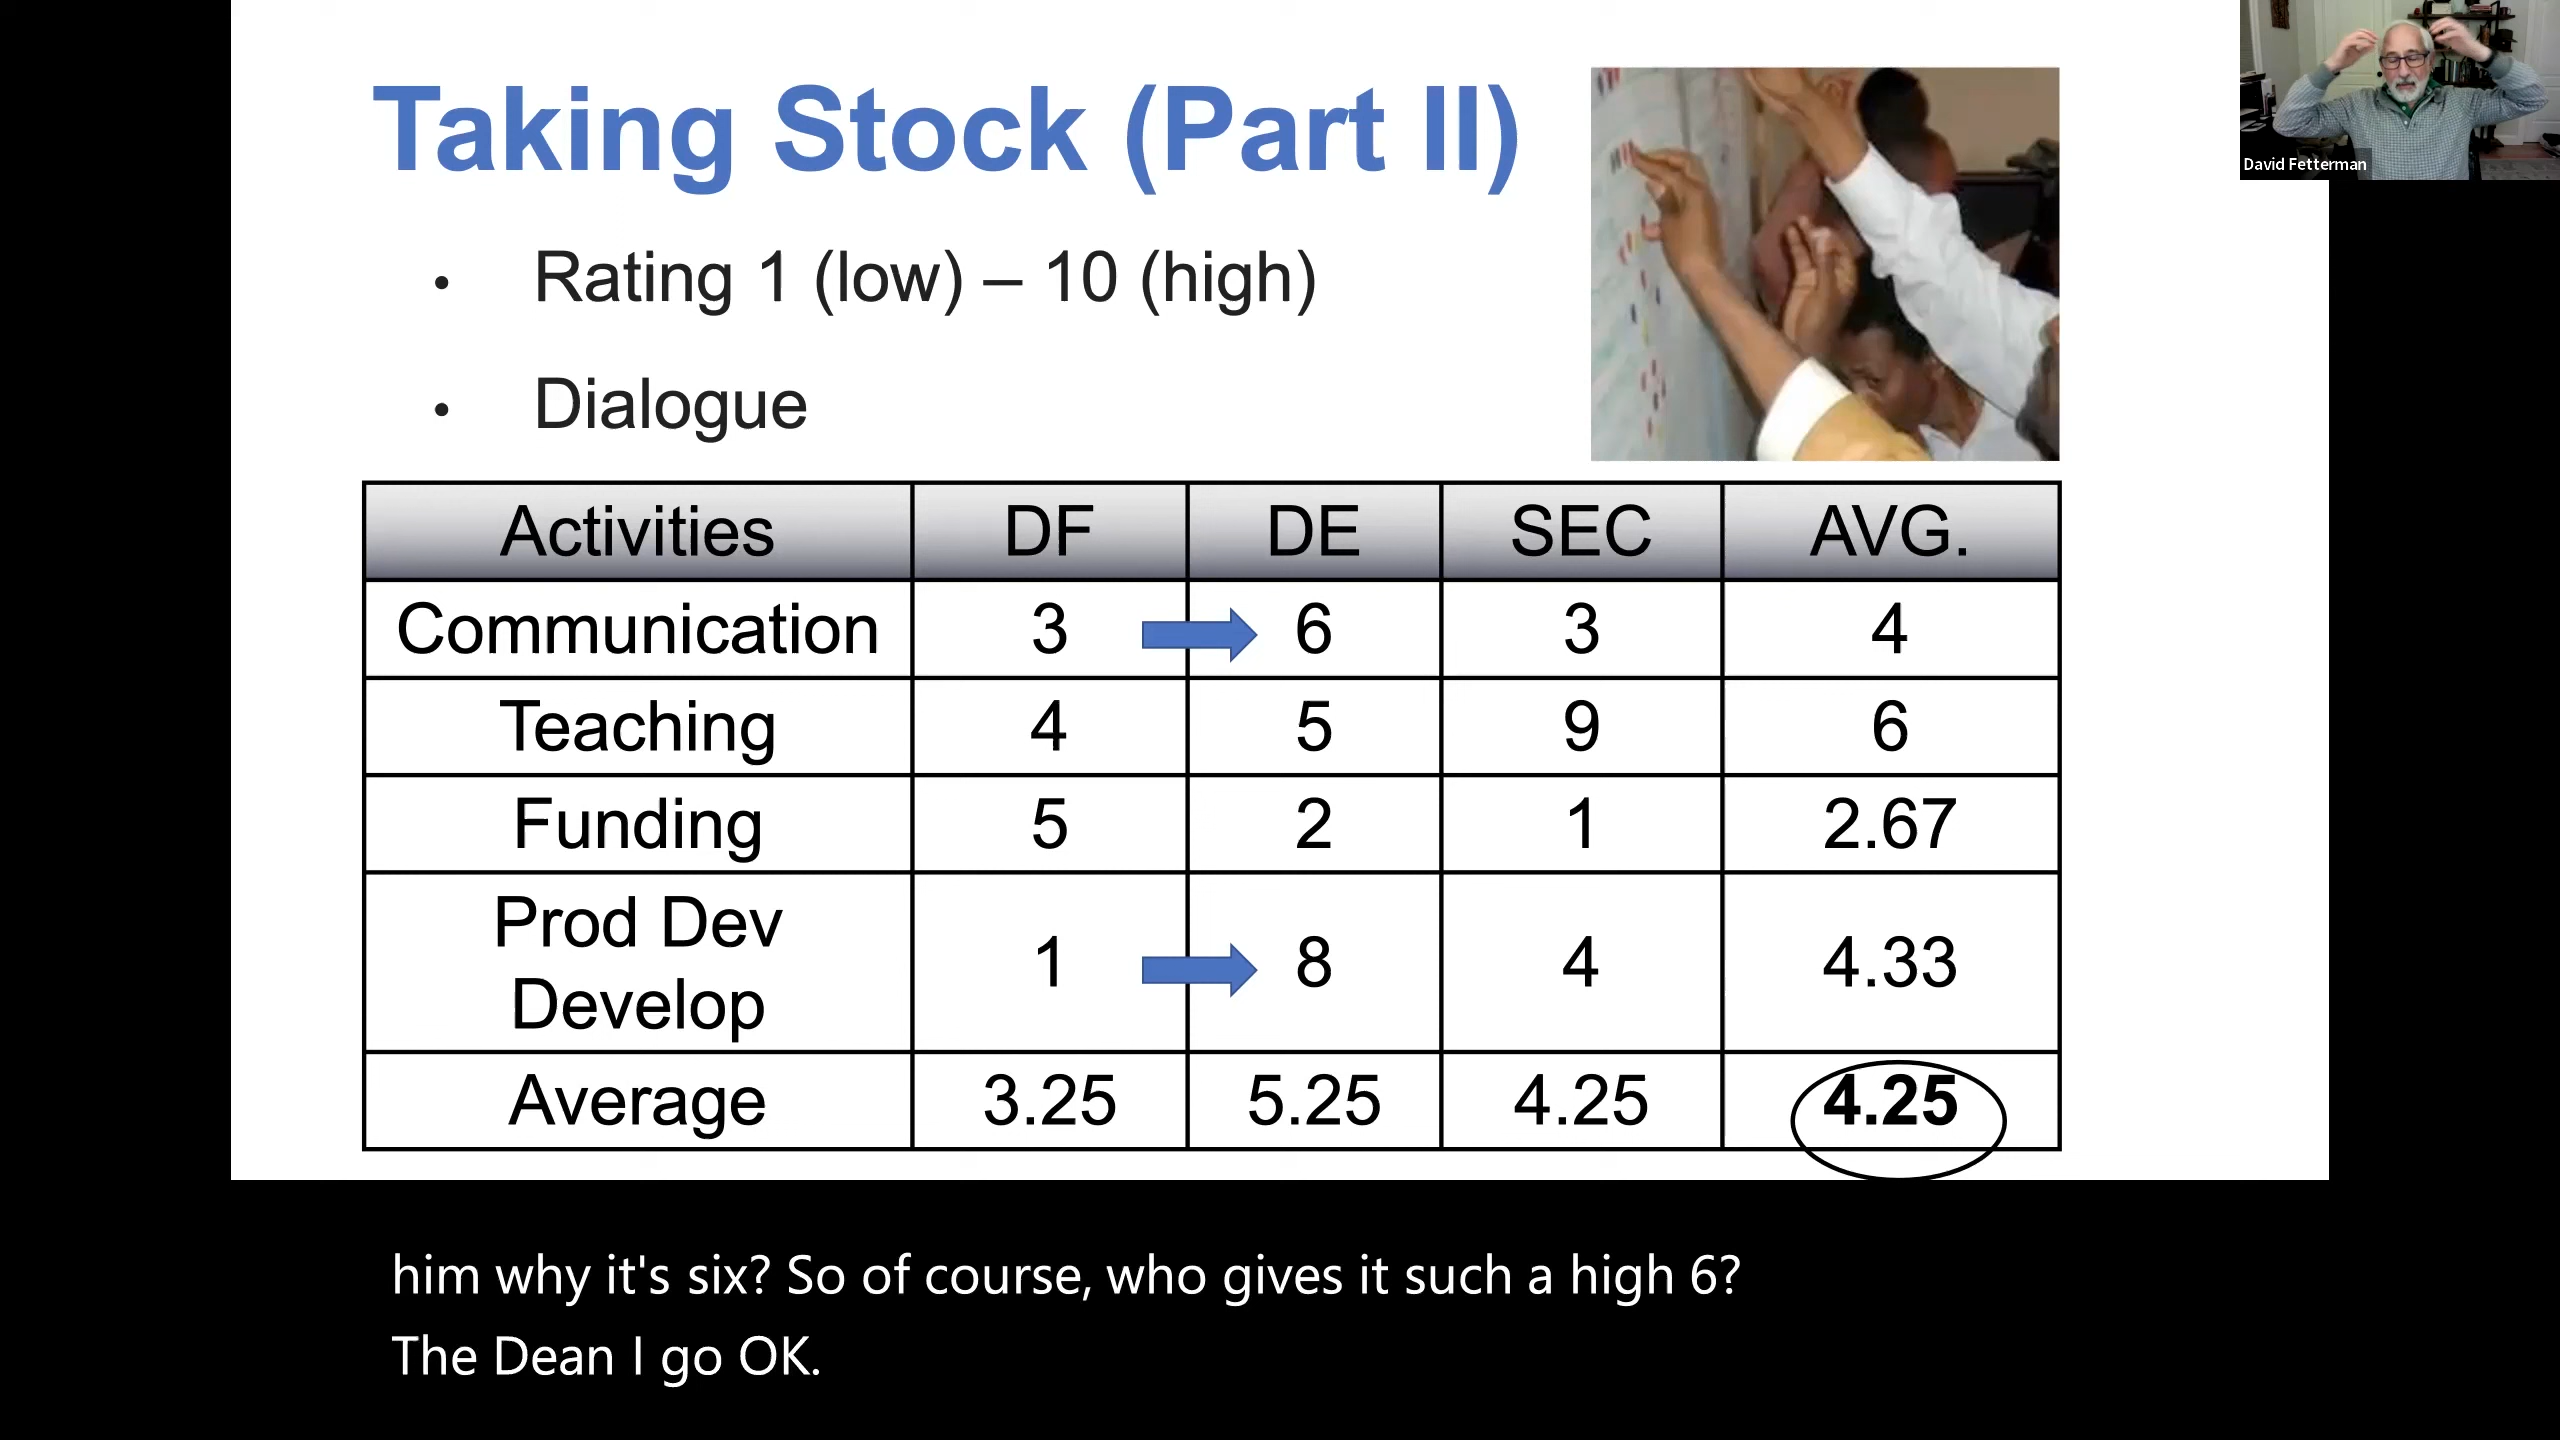 Taking Stock (Part II)
• Rating 1 (low) – 10 (high)
• Dialogue
Activities DF DE SEC AVG.
Communication 3 6 3 4
Teaching 4 5 9 6
Funding 5 2 1 2.67
Prod Dev
Develop 1 8 4 4.33
Average 3.25 5.25 4.25 4.25
David Fetterman
him why it's six? So of course, who gives it such a high 6?
The Dean I go OK.